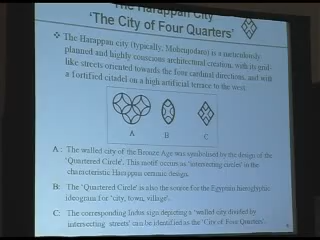 The Harappan City
'The City of Four Quarters'
❖ The Harappan city (typically, Mohenjodaro) is a meticulously
planned and highly conscious architectural creation, with its grid-
like streets oriented towards the four cardinal directions, and with
a fortified citadel on a high artificial terrace to the west.
A B C
A : The walled city of the Bronze Age was symbolised by the design of the
'Quartered Circle'. This motif occurs as 'intersecting circles' in the
characteristic Harappan ceramic design.
B: The 'Quartered Circle' is also the source for the Egyptian hieroglyphic
ideogram for 'city, town, village'.
C: The corresponding Indus sign depicting a 'walled city divided by
intersecting streets' can be identified as the 'City of Four Quarters'.